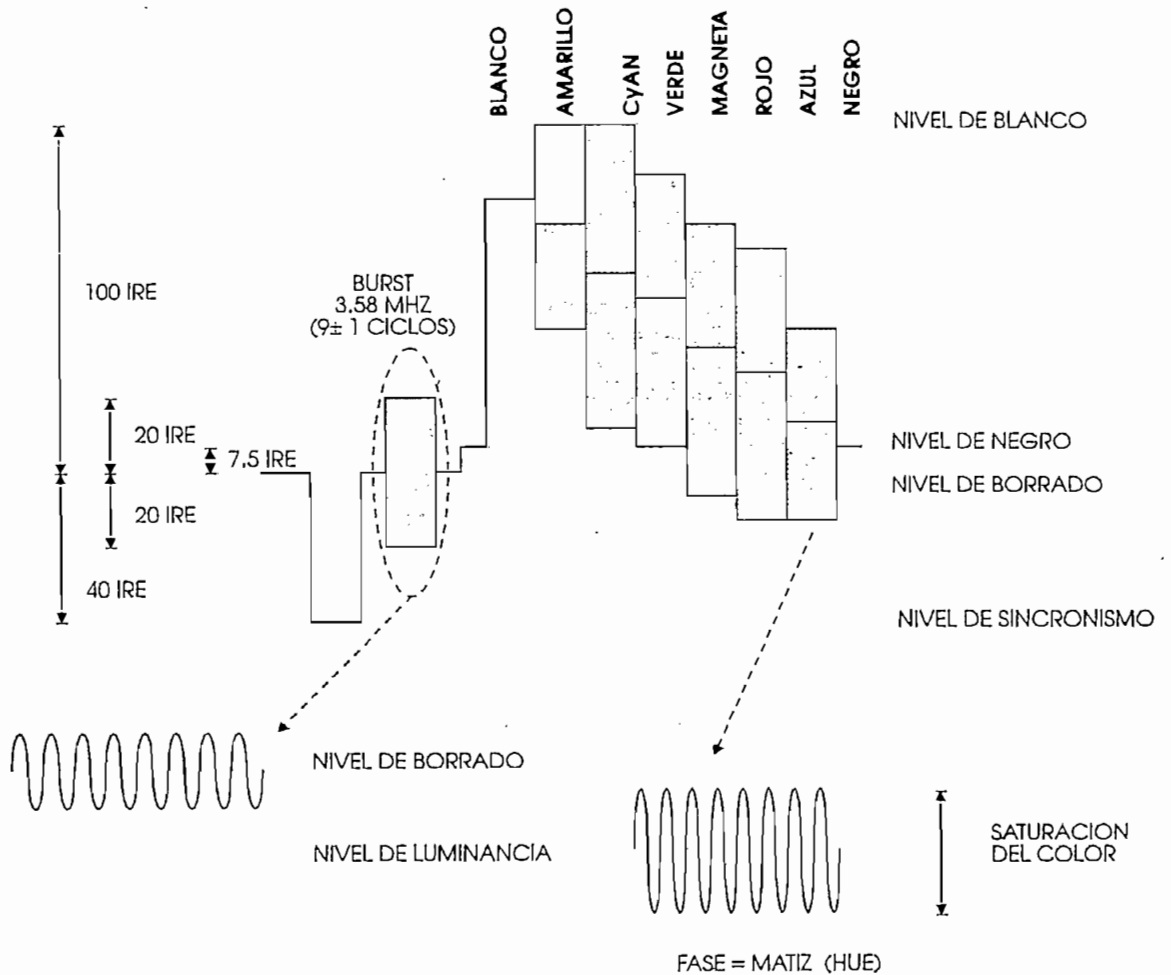 BLANCO
AMARILLO
CyAN
VERDE
MAGNETA
ROJO
AZUL
NEGRO
NIVEL DE BLANCO
100 IRE
BURST
3.58 MHZ
(9± 1 CICLOS)
20 IRE
7.5 IRE
NIVEL DE NEGRO
NIVEL DE BORRADO
20 IRE
40 IRE
NIVEL DE SINCRONISMO
NIVEL DE BORRADO
NIVEL DE LUMINANCIA
SATURACION
DEL COLOR
FASE = MATIZ (HUE)